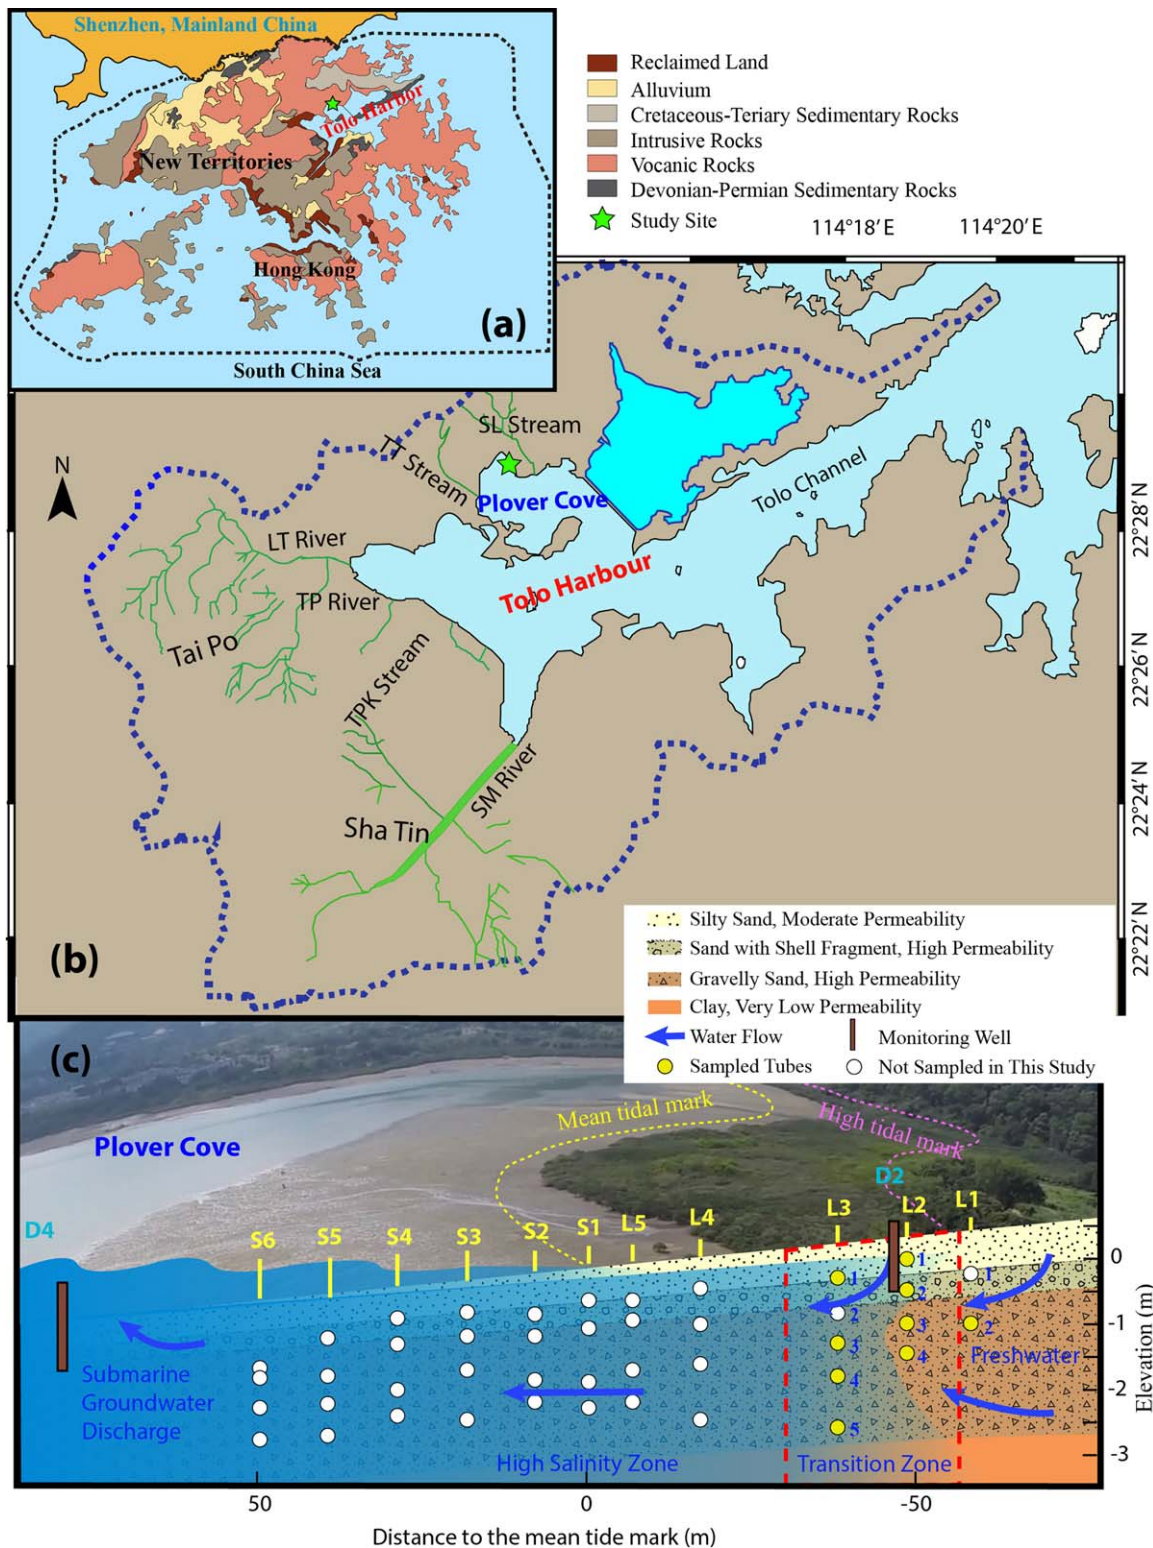 Shenzhen, Mainland China
Tolo Harbor
New Territories
Hong Kong
(a)
South China Sea
Reclaimed Land
Alluvium
Cretaceous-Teriary Sedimentary Rocks
Intrusive Rocks
Vocanic Rocks
Devonian-Permian Sedimentary Rocks
Study Site
114°18′ E
114°20′ E
SL Stream
TT Stream
Plover Cove
Tolo Channel
N
LT River
Tolo Harbour
TP River
Tai Po
TPK Stream
SM River
Sha Tin
(b)
22°28′ N
22°26′ N
22°24′ N
22°22′ N
Silty Sand, Moderate Permeability
Sand with Shell Fragment, High Permeability
Gravelly Sand, High Permeability
Clay, Very Low Permeability
Water Flow
Monitoring Well
Sampled Tubes
Not Sampled in This Study
(c)
Mean tidal mark
High tidal mark
Plover Cove
D4
S6
S5
S4
S3
S2
S1
L5
L4
L3
D2
L2
L1
1
2
3
4
5
1
2
3
4
1
2
Freshwater
Submarine
Groundwater
Discharge
High Salinity Zone
Transition Zone
0
-1
-2
-3
Elevation (m)
50
0
-50
Distance to the mean tide mark (m)